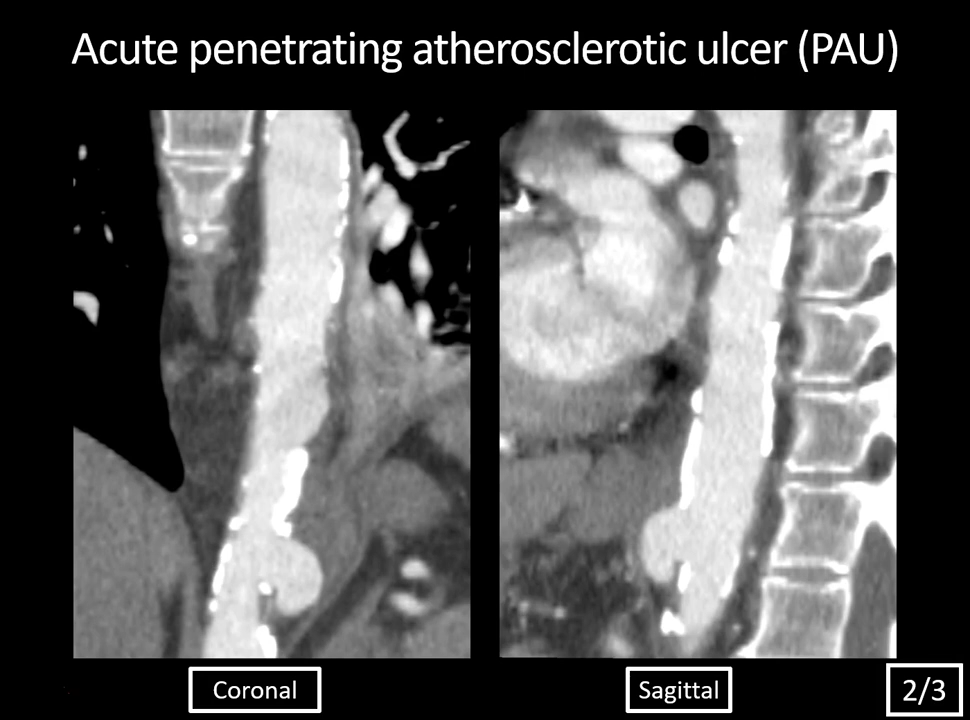 Acute penetrating atherosclerotic ulcer (PAU)
Coronal
Sagittal
2/3